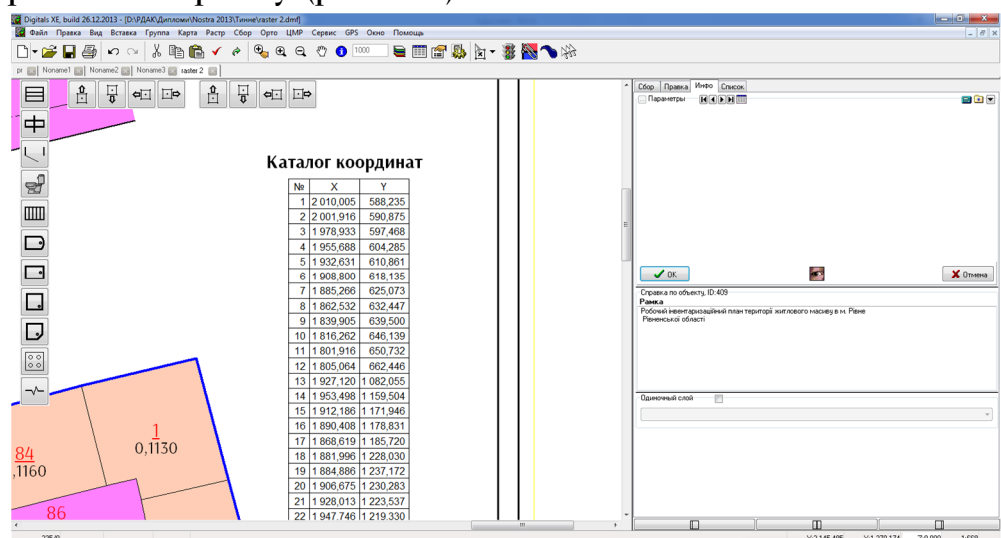 Digitals XE, build 26.12.2013 - [D:\РДАК\Дипломи\Nostra 2013\Тинне\raster 2.dmf]
Файл Правка Вид Вставка Группа Карта Растр Сбор Орто ЦМР Сервис GPS Окно Помощь
1000
pr Noname1 Noname2 Noname3 raster 2
Сбор Правка Инфо Список
Параметры
Каталог координат
№ X Y
1 2 010,005 588,235
2 2 001,916 590,875
3 1 978,933 597,468
4 1 955,688 604,285
5 1 932,631 610,861
6 1 908,800 618,135
7 1 885,266 625,073
8 1 862,532 632,447
9 1 839,905 639,500
10 1 816,262 646,139
11 1 801,916 650,732
12 1 805,064 662,446
13 1 927,120 1 082,055
14 1 953,498 1 159,504
15 1 912,186 1 171,946
16 1 890,408 1 178,831
17 1 868,619 1 185,720
18 1 881,996 1 228,030
19 1 884,886 1 237,172
20 1 906,675 1 230,283
21 1 928,013 1 223,537
22 1 947,746 1 219,330
1
0,1130
84
,1160
86
OK Отмена
Справка по объекту, ID:409
Рамка
Робочий інвентаризаційний план території житлового масиву в м. Рівне
Рівненської області
Одиночный слой